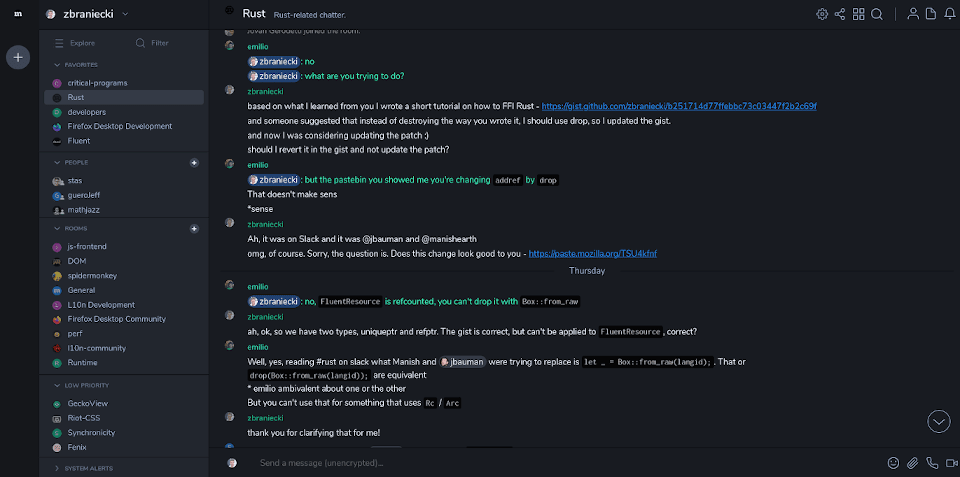 m
zbraniecki
Explore
Filter
FAVORITES
critical-programs
Rust
developers
Firefox Desktop Development
Fluent
PEOPLE
stas
gueroJeff
mathjazz
ROOMS
js-frontend
DOM
spidermonkey
General
L10n Development
Firefox Desktop Community
perf
l10n-community
Runtime
LOW PRIORITY
GeckoView
Riot-CSS
Synchronicity
Fenix
SYSTEM ALERTS
Rust Rust-related chatter.
Jovan Gerodetti joined the room.
emilio
zbraniecki : no
zbraniecki : what are you trying to do?
zbraniecki
based on what I learned from you I wrote a short tutorial on how to FFI Rust - https://gist.github.com/zbraniecki/b251714d77ffebbc73c03447f2b2c69f
and someone suggested that instead of destroying the way you wrote it, I should use drop, so I updated the gist.
and now I was considering updating the patch :)
should I revert it in the gist and not update the patch?
emilio
zbraniecki : but the pastebin you showed me you're changing addref by drop
That doesn't make sens
*sense
zbraniecki
Ah, it was on Slack and it was @jbauman and @manishearth
omg, of course. Sorry, the question is. Does this change look good to you - https://paste.mozilla.org/TSU4kfnf
Thursday
emilio
zbraniecki : no, FluentResource is refcounted, you can't drop it with Box::from_raw
zbraniecki
ah, ok, so we have two types, uniqueptr and refptr. The gist is correct, but can't be applied to FluentResource, correct?
emilio
Well, yes, reading #rust on slack what Manish and jbauman were trying to replace is let _ = Box::from_raw(langid);. That or
drop(Box::from_raw(langid)); are equivalent
* emilio ambivalent about one or the other
But you can't use that for something that uses Rc / Arc
zbraniecki
thank you for clarifying that for me!
Send a message (unencrypted)...